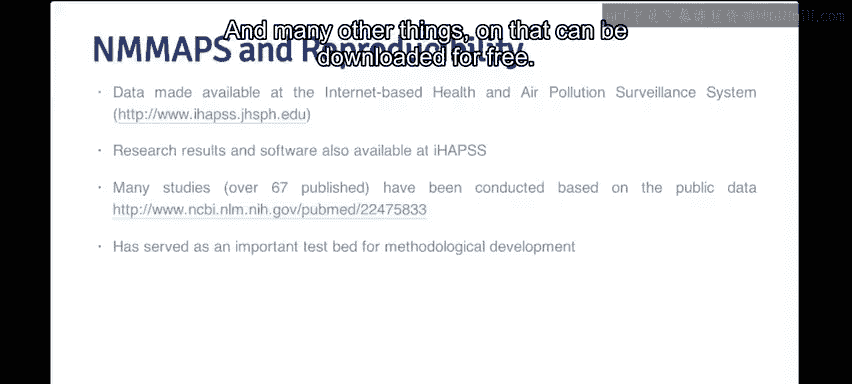 And many other things, on that can be
downloaded for free.
NMMAPS and Reproducibility
· Data made available at the Internet-based Health and Air Pollution Surveillance System
(http://www.ihapss.jhsph.edu)
· Research results and software also available at iHAPSS
· Many studies (over 67 published) have been conducted based on the public data
http://www.ncbi.nlm.nih.gov/pubmed/22475833
· Has served as an important test bed for methodological development